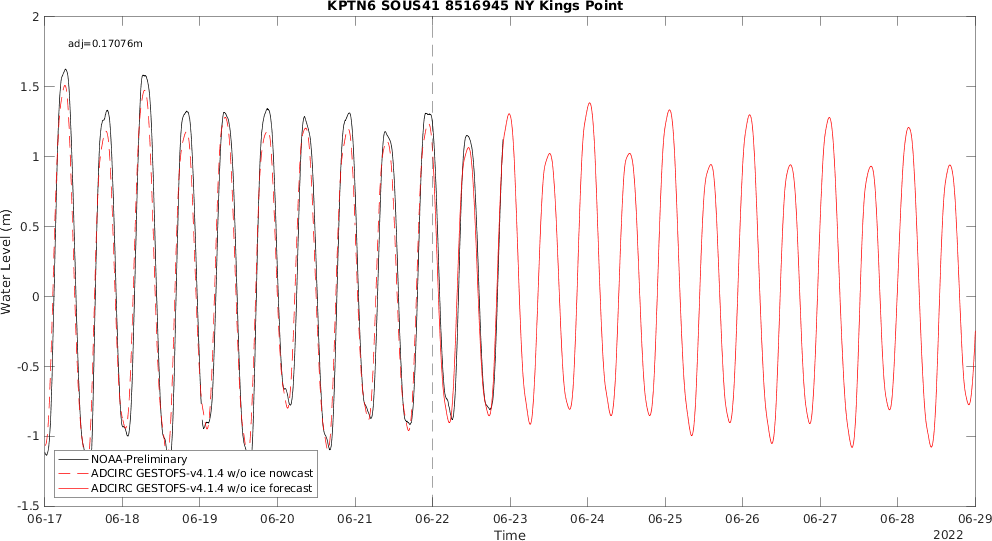 KPTN6 SOUS41 8516945 NY Kings Point
adj=0.17076m
2
1.5
1
0.5
0
-0.5
-1
-1.5
Water Level (m)
NOAA-Preliminary
ADCIRC GESTOFS-v4.1.4 w/o ice nowcast
ADCIRC GESTOFS-v4.1.4 w/o ice forecast
06-17 06-18 06-19 06-20 06-21 06-22 06-23 06-24 06-25 06-26 06-27 06-28 06-29
Time
2022